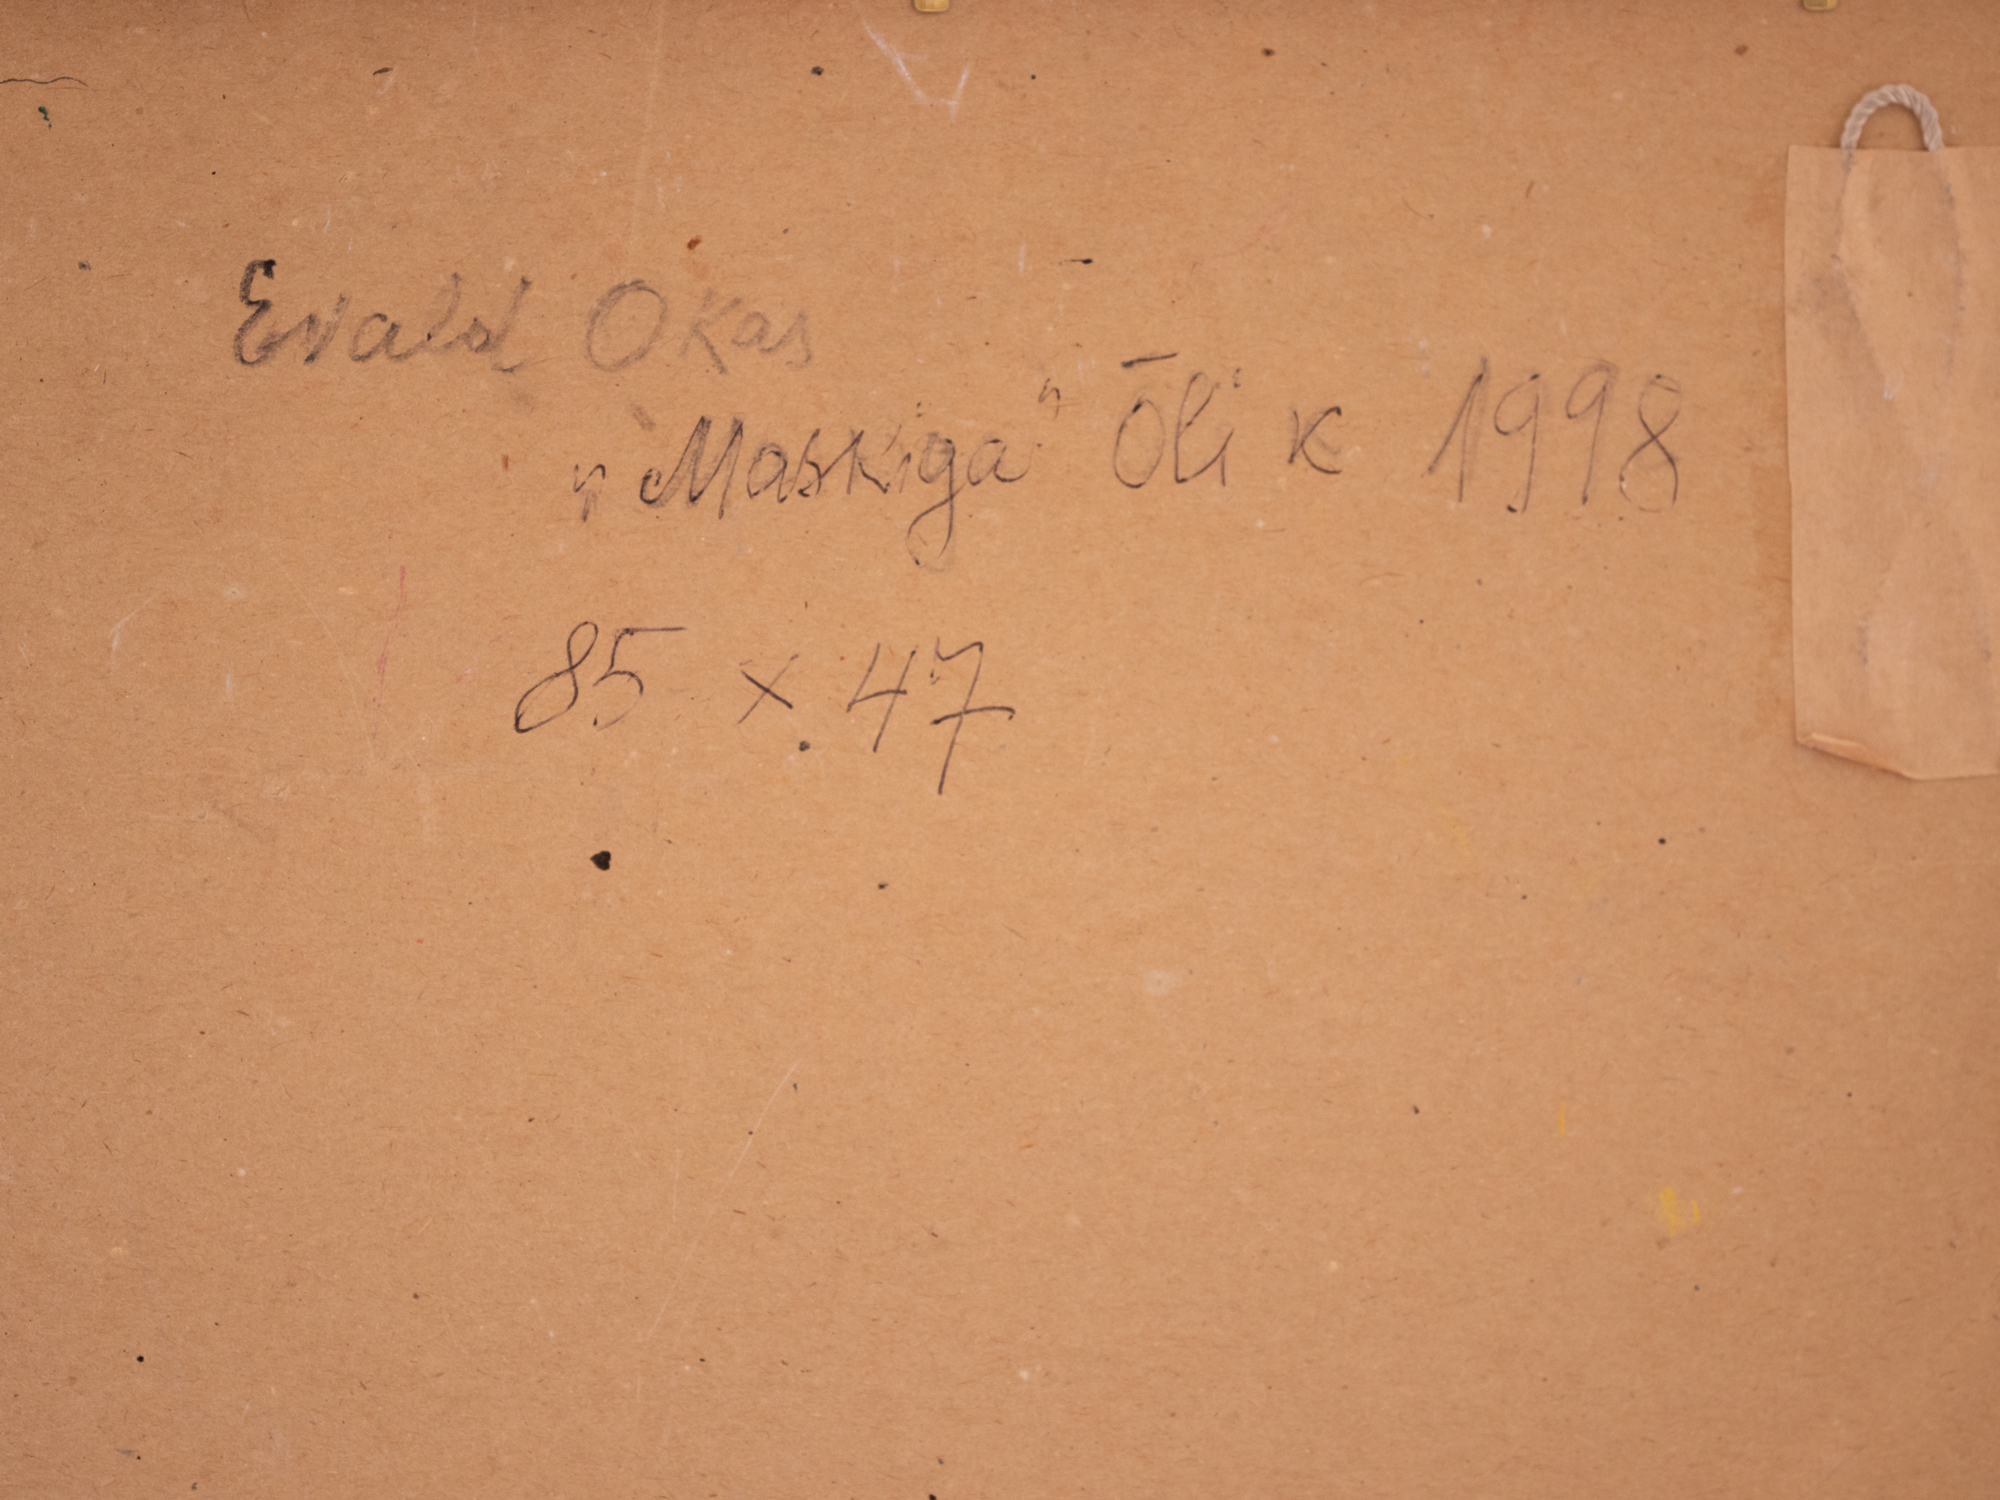 Evald Okas
"Maskiga" Õli K 1998
85 x 47